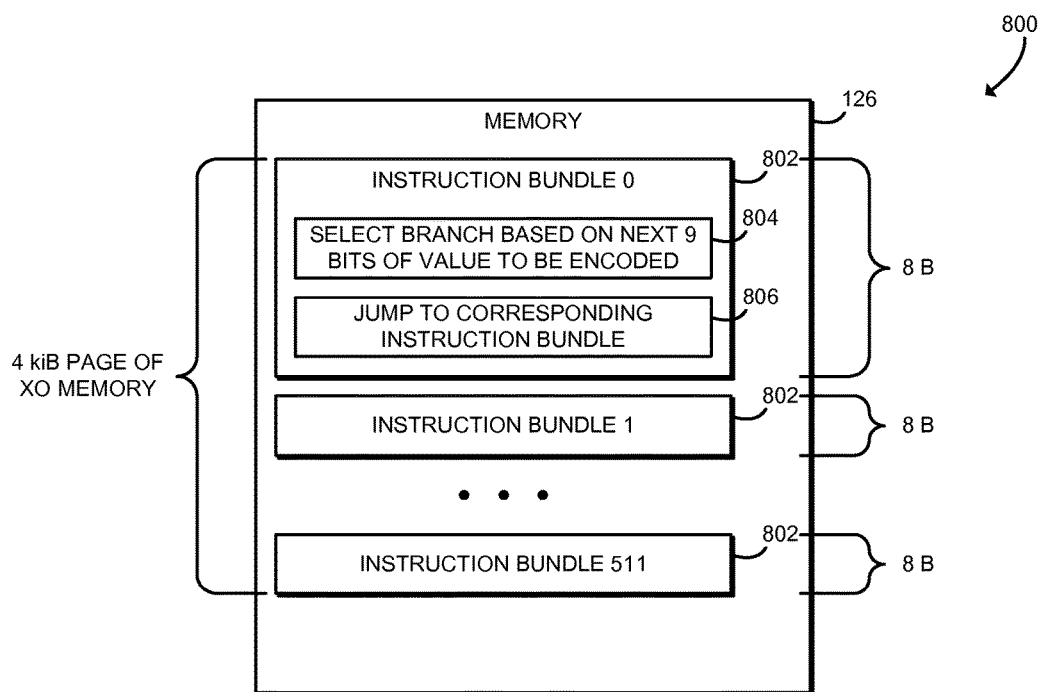 800
126
MEMORY
802
INSTRUCTION BUNDLE 0
804
SELECT BRANCH BASED ON NEXT 9
BITS OF VALUE TO BE ENCODED
8 B
806
JUMP TO CORRESPONDING
INSTRUCTION BUNDLE
4 kiB PAGE OF
XO MEMORY
802
INSTRUCTION BUNDLE 1
8 B
• • •
802
INSTRUCTION BUNDLE 511
8 B